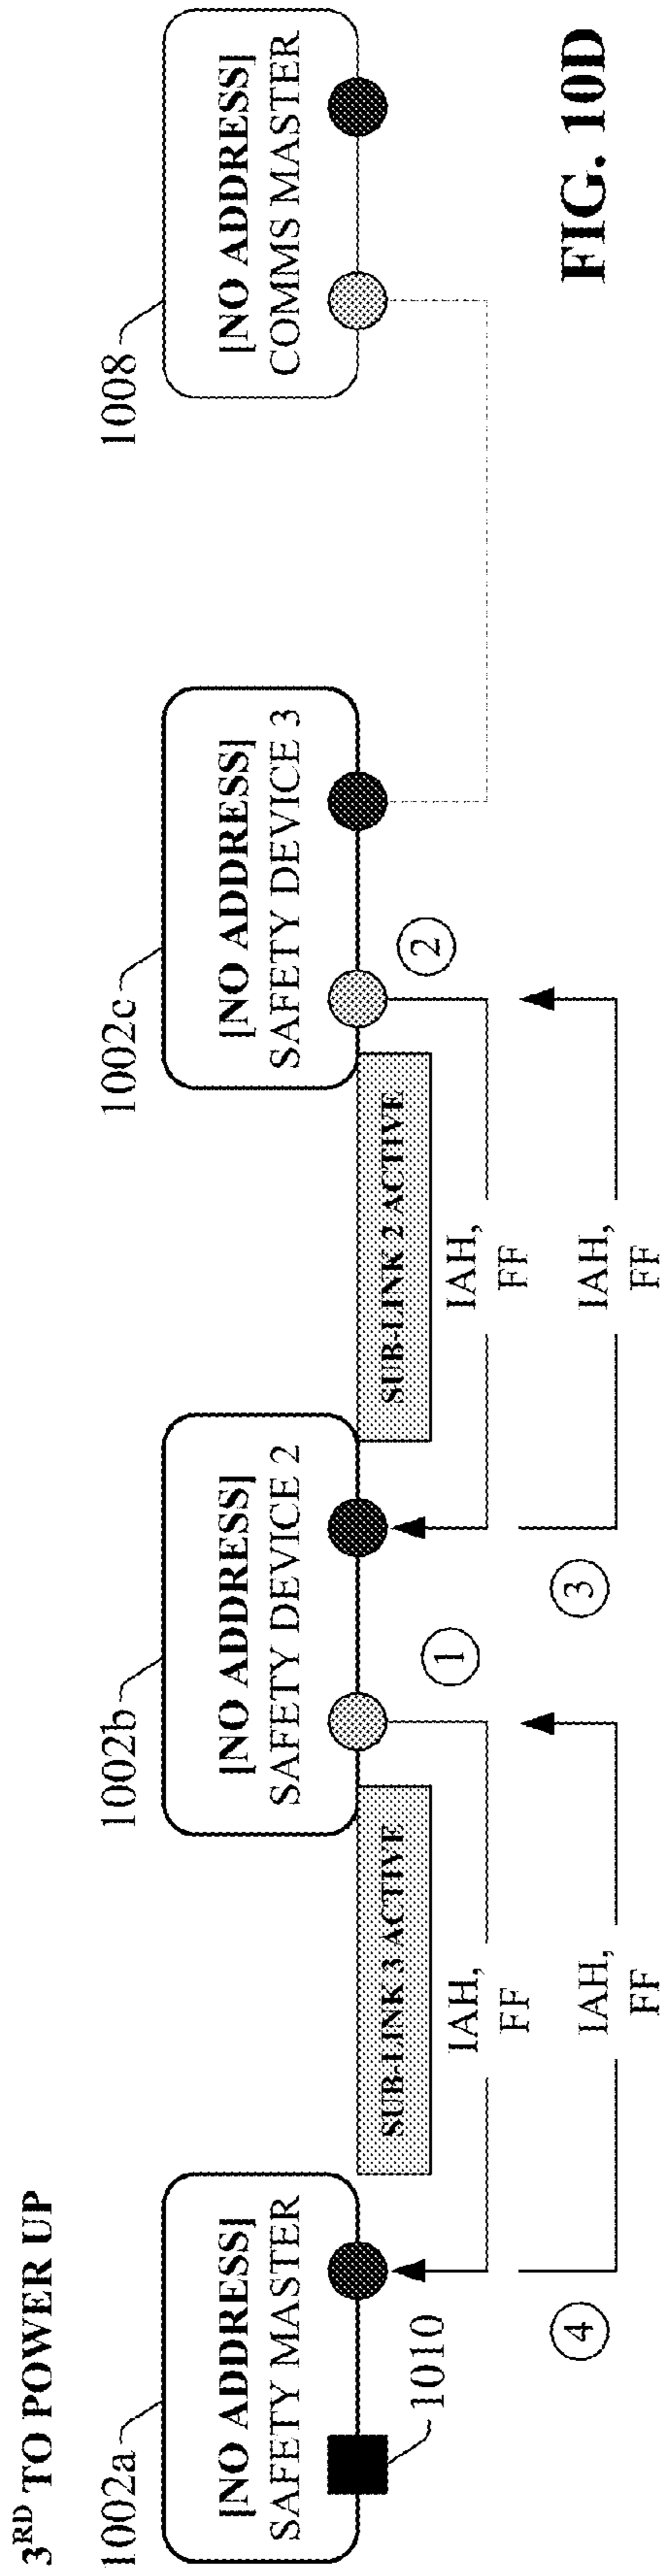 3RD TO POWER UP
1002a
[NO ADDRESS]
SAFETY MASTER
1010
SUB-LINK 3 ACTIVE
IAH,
FF
4
IAH,
FF
1002b
[NO ADDRESS]
SAFETY DEVICE 2
1
3
SUB-LINK 2 ACTIVE
IAH,
FF
IAH,
FF
1002c
[NO ADDRESS]
SAFETY DEVICE 3
2
1008
[NO ADDRESS]
COMMS MASTER
FIG. 10D